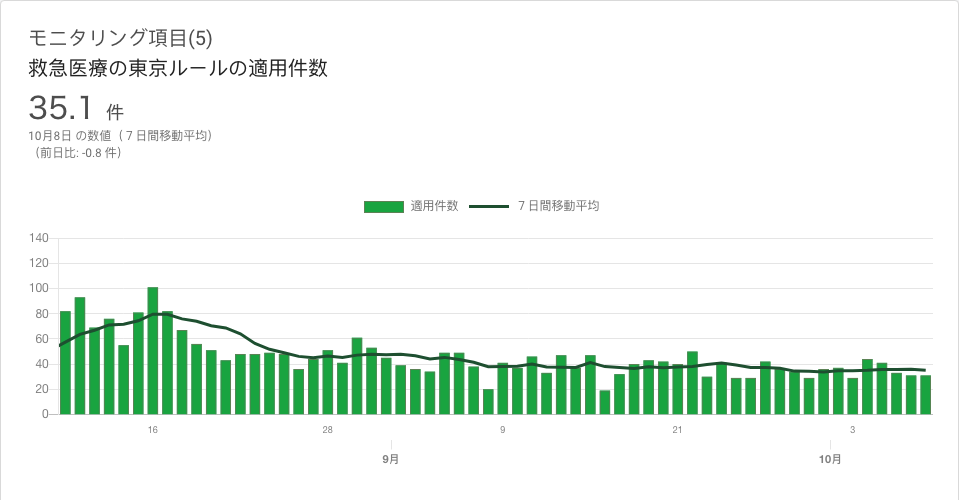 モニタリング項目(5)
救急医療の東京ルールの適用件数
35.1 件
10月8日 の数値（７日間移動平均）
（前日比: -0.8 件）
適用件数 ７日間移動平均
140
120
100
80
60
40
20
0
16 28 9 21 3
9月 10月